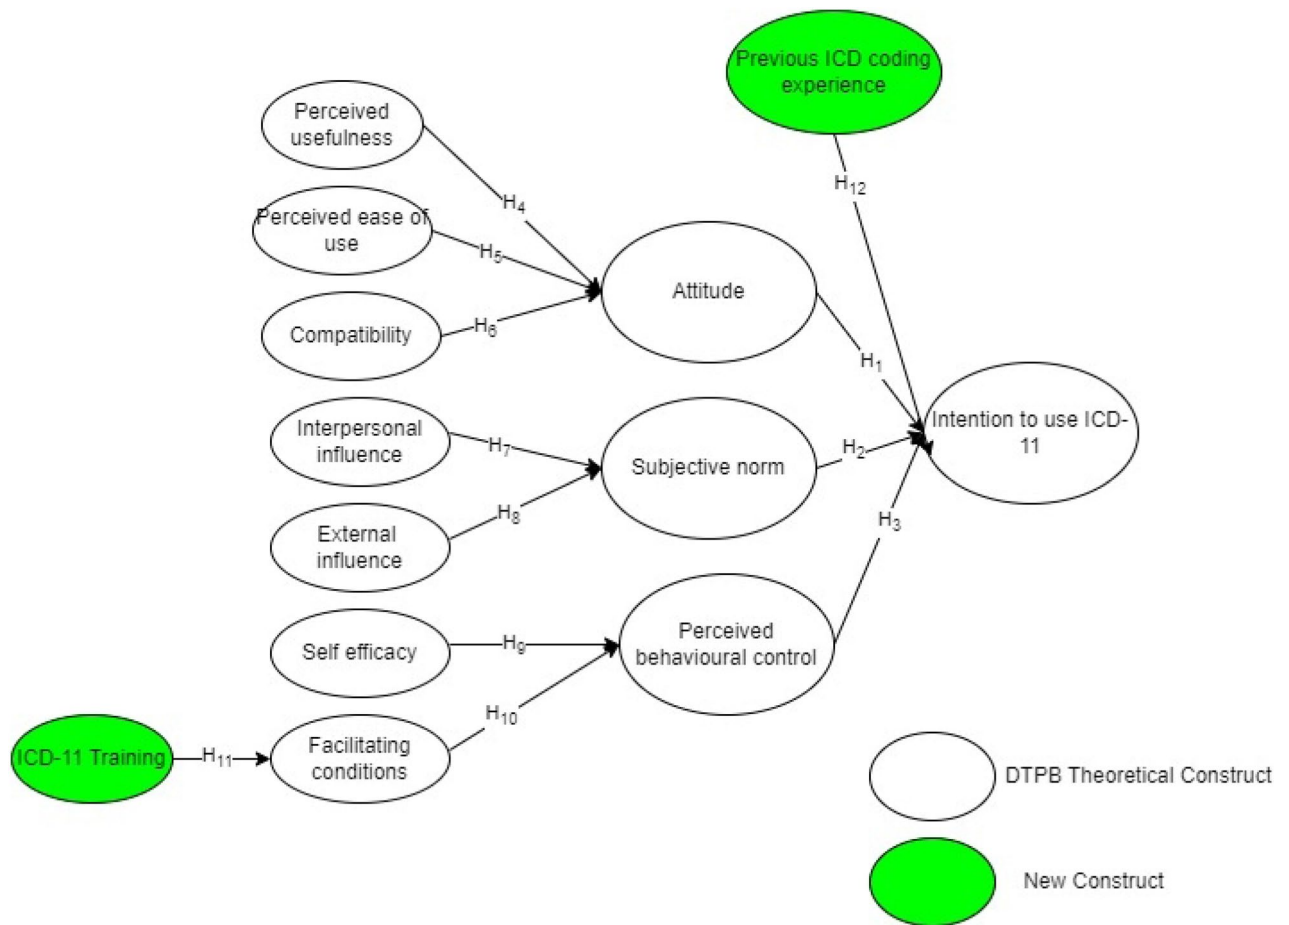 Previous ICD coding
experience
Perceived
usefulness
H12
H4
Perceived ease of
use
H5
Attitude
Compatibility
H6
H1
Interpersonal
influence
H7
Subjective norm
H2
Intention to use ICD-
11
External
influence
H8
H3
Self efficacy
H9
Perceived
behavioural control
H10
ICD-11 Training
H11
Facilitating
conditions
DTPB Theoretical Construct
New Construct